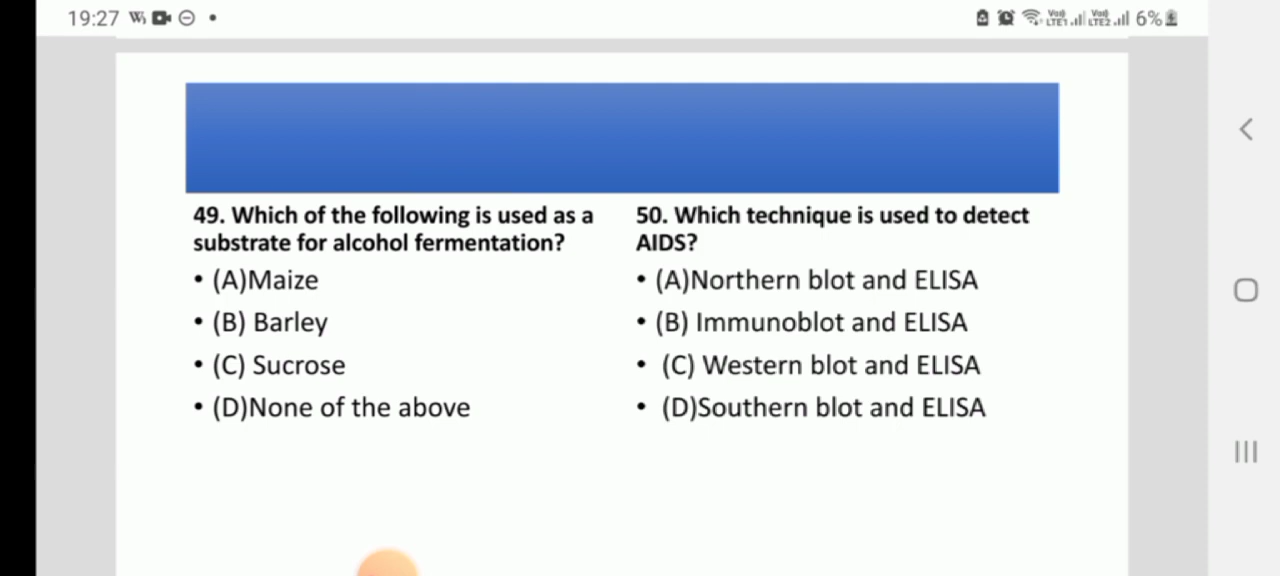 19:27 W
LTE1 LTE2 6%
49. Which of the following is used as a
substrate for alcohol fermentation?
• (A)Maize
• (B) Barley
• (C) Sucrose
• (D)None of the above
50. Which technique is used to detect
AIDS?
• (A)Northern blot and ELISA
• (B) Immunoblot and ELISA
• (C) Western blot and ELISA
• (D)Southern blot and ELISA